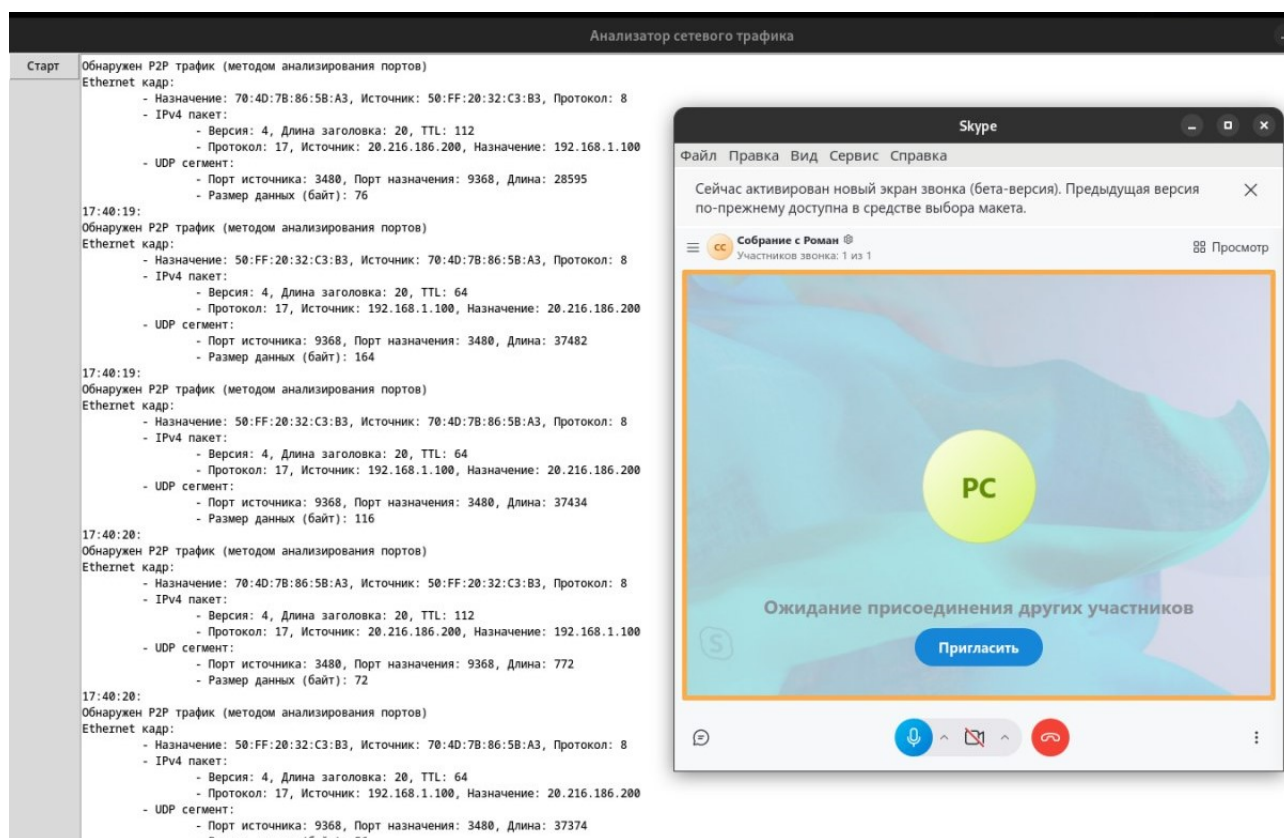 Анализатор сетевого трафика
Старт
Обнаружен P2P трафик (методом анализирования портов)
Ethernet кадр:
- Назначение: 70:4D:7B:86:5B:A3, Источник: 50:FF:20:32:C3:B3, Протокол: 8
- IPv4 пакет:
- Версия: 4, Длина заголовка: 20, TTL: 112
- Протокол: 17, Источник: 20.216.186.200, Назначение: 192.168.1.100
- UDP сегмент:
- Порт источника: 3480, Порт назначения: 9368, Длина: 28595
- Размер данных (байт): 76
17:40:19:
Обнаружен P2P трафик (методом анализирования портов)
Ethernet кадр:
- Назначение: 50:FF:20:32:C3:B3, Источник: 70:4D:7B:86:5B:A3, Протокол: 8
- IPv4 пакет:
- Версия: 4, Длина заголовка: 20, TTL: 64
- Протокол: 17, Источник: 192.168.1.100, Назначение: 20.216.186.200
- UDP сегмент:
- Порт источника: 9368, Порт назначения: 3480, Длина: 37482
- Размер данных (байт): 164
17:40:19:
Обнаружен P2P трафик (методом анализирования портов)
Ethernet кадр:
- Назначение: 50:FF:20:32:C3:B3, Источник: 70:4D:7B:86:5B:A3, Протокол: 8
- IPv4 пакет:
- Версия: 4, Длина заголовка: 20, TTL: 64
- Протокол: 17, Источник: 192.168.1.100, Назначение: 20.216.186.200
- UDP сегмент:
- Порт источника: 9368, Порт назначения: 3480, Длина: 37434
- Размер данных (байт): 116
17:40:20:
Обнаружен P2P трафик (методом анализирования портов)
Ethernet кадр:
- Назначение: 70:4D:7B:86:5B:A3, Источник: 50:FF:20:32:C3:B3, Протокол: 8
- IPv4 пакет:
- Версия: 4, Длина заголовка: 20, TTL: 112
- Протокол: 17, Источник: 20.216.186.200, Назначение: 192.168.1.100
- UDP сегмент:
- Порт источника: 3480, Порт назначения: 9368, Длина: 772
- Размер данных (байт): 72
17:40:20:
Обнаружен P2P трафик (методом анализирования портов)
Ethernet кадр:
- Назначение: 50:FF:20:32:C3:B3, Источник: 70:4D:7B:86:5B:A3, Протокол: 8
- IPv4 пакет:
- Версия: 4, Длина заголовка: 20, TTL: 64
- Протокол: 17, Источник: 192.168.1.100, Назначение: 20.216.186.200
- UDP сегмент:
- Порт источника: 9368, Порт назначения: 3480, Длина: 37374
Skype
Файл Правка Вид Сервис Справка
Сейчас активирован новый экран звонка (бета-версия). Предыдущая версия
по-прежнему доступна в средстве выбора макета.
СС
Собрание с Роман
Участников звонка: 1 из 1
Просмотр
РС
Ожидание присоединения других участников
Пригласить